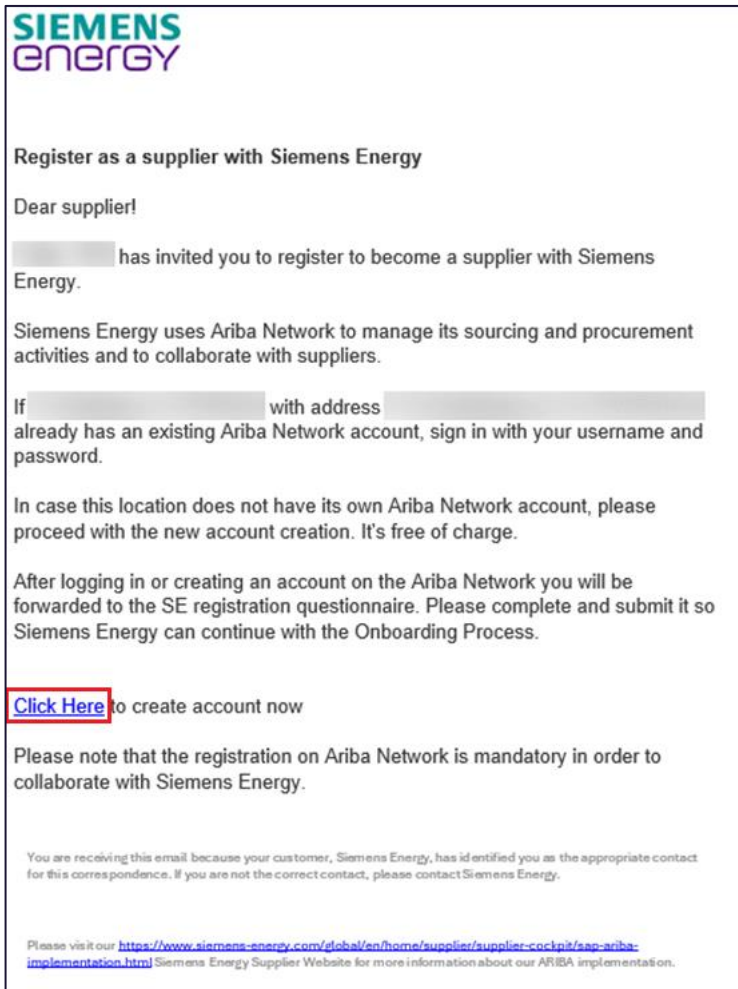 SIEMENS
energy
Register as a supplier with Siemens Energy
Dear supplier!
has invited you to register to become a supplier with Siemens
Energy.
Siemens Energy uses Ariba Network to manage its sourcing and procurement
activities and to collaborate with suppliers.
If with address
already has an existing Ariba Network account, sign in with your username and
password.
In case this location does not have its own Ariba Network account, please
proceed with the new account creation. It's free of charge.
After logging in or creating an account on the Ariba Network you will be
forwarded to the SE registration questionnaire. Please complete and submit it so
Siemens Energy can continue with the Onboarding Process.
Click Here to create account now
Please note that the registration on Ariba Network is mandatory in order to
collaborate with Siemens Energy.
You are receiving this email because your customer, Siemens Energy, has identified you as the appropriate contact
for this correspondence. If you are not the correct contact, please contact Siemens Energy.
Please visit our https://www.siemens-energy.com/global/en/home/supplier/supplier-cockpit/sap-ariba-
implementation.html Siemens Energy Supplier Website for more information about our ARIBA implementation.